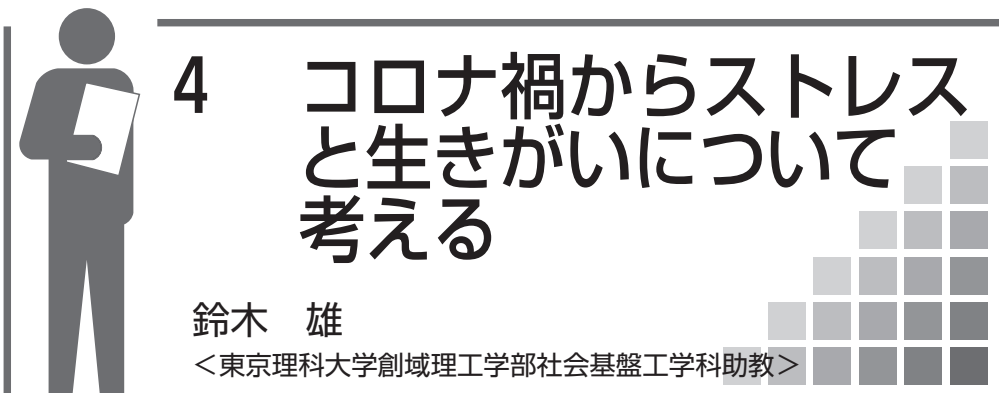 4 コロナ禍からストレス
と生きがいについて
考える
鈴木 雄
＜東京理科大学創域理工学部社会基盤工学科助教＞